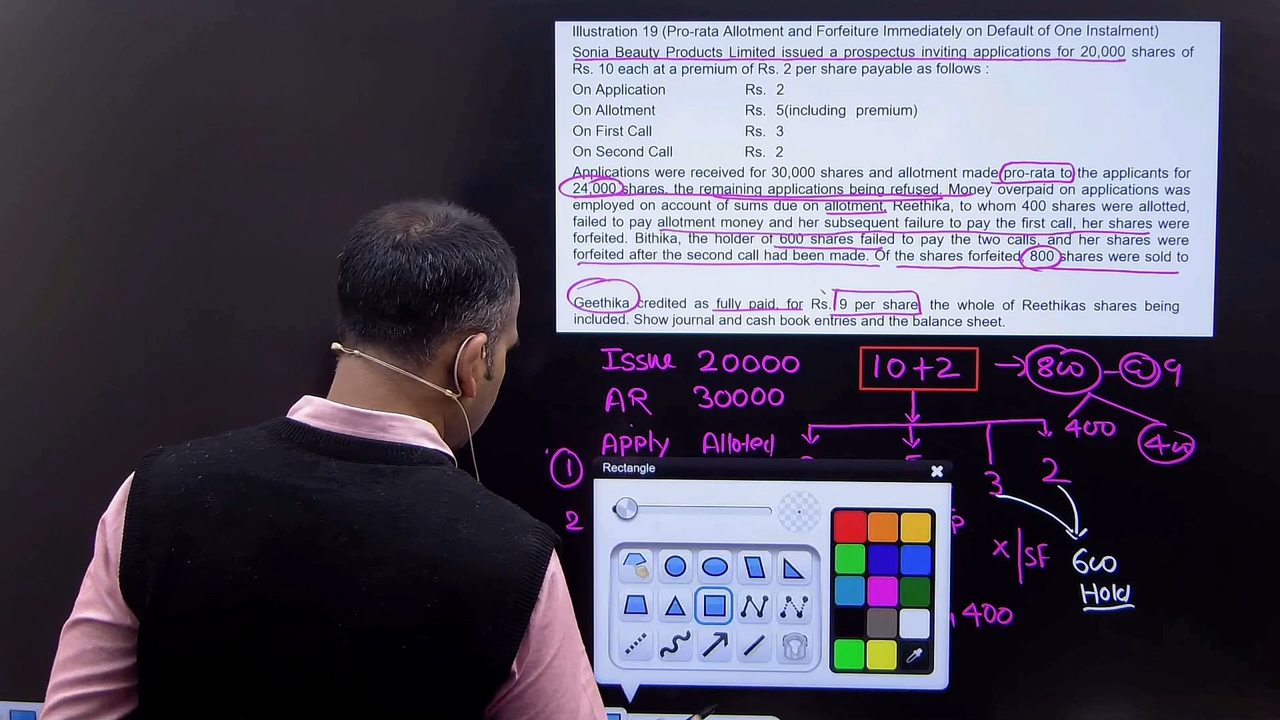 Illustration 19 (Pro-rata Allotment and Forfeiture Immediately on Default of One Instalment)
Sonia Beauty Products Limited issued a prospectus inviting applications for 20,000 shares of
Rs. 10 each at a premium of Rs. 2 per share payable as follows :
On Application Rs. 2
On Allotment Rs. 5(including premium)
On First Call Rs. 3
On Second Call Rs. 2
Applications were received for 30,000 shares and allotment made pro-rata to the applicants for
24,000 shares, the remaining applications being refused. Money overpaid on applications was
employed on account of sums due on allotment. Reethika, to whom 400 shares were allotted,
failed to pay allotment money and her subsequent failure to pay the first call, her shares were
forfeited. Bithika, the holder of 600 shares failed to pay the two calls, and her shares were
forfeited after the second call had been made. Of the shares forfeited 800 shares were sold to
Geethika credited as fully paid, for Rs. 9 per share the whole of Reethikas shares being
included. Show journal and cash book entries and the balance sheet.
Issue 20000 10+2 → 800 - @ 9
AR 30000
400 400
Apply Alloted
1
Rectangle
3 2
2
X/SF 600
Hold
400